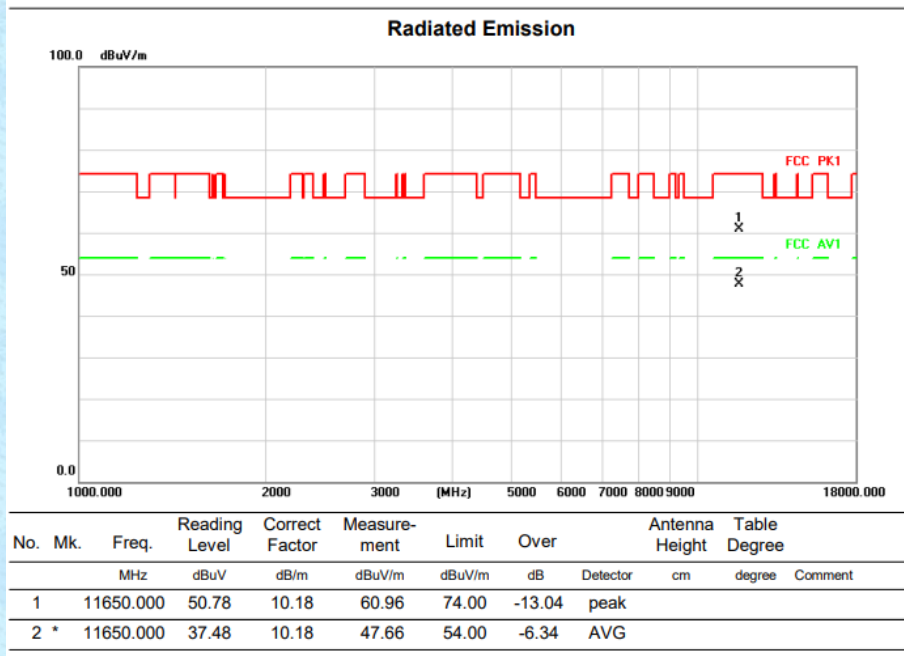 Radiated Emission
100.0 dBuV/m
FCC PK1
1
X
FCC AV1
50
2
X
0.0
1000.000 2000 3000 (MHz) 5000 6000 7000 8000 9000 18000.000
No. Mk. Freq. Reading Level Correct Factor Measure-ment Limit Over Antenna Height Table Degree
MHz dBuV dB/m dBuV/m dBuV/m dB Detector cm degree Comment
1 11650.000 50.78 10.18 60.96 74.00 -13.04 peak
2 * 11650.000 37.48 10.18 47.66 54.00 -6.34 AVG